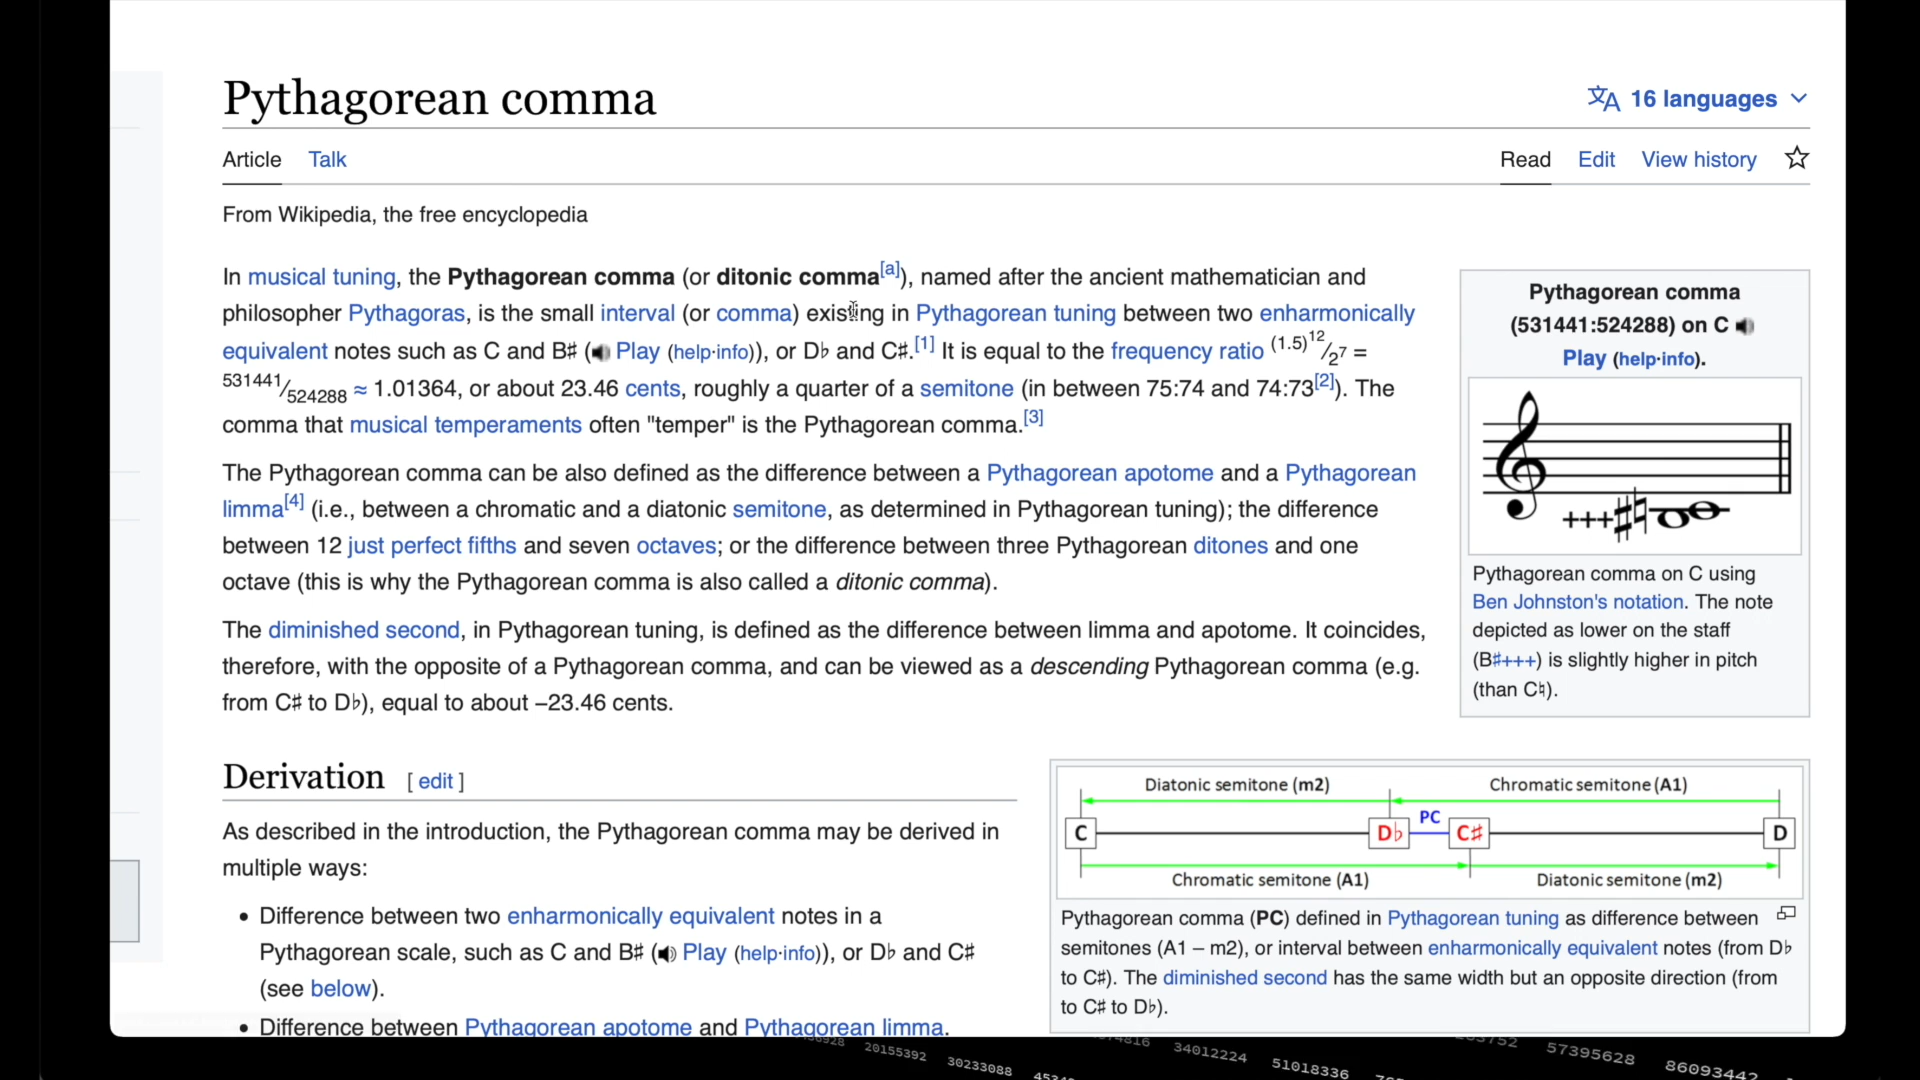 Pythagorean comma
16 languages
Article Talk
Read Edit View history
From Wikipedia, the free encyclopedia
In musical tuning, the Pythagorean comma (or ditonic comma[a]), named after the ancient mathematician and
philosopher Pythagoras, is the small interval (or comma) existing in Pythagorean tuning between two enharmonically
equivalent notes such as C and B♯ (Play (help·info)), or D♭ and C♯.[1] It is equal to the frequency ratio (1.5)^12⁄2^7 =
531441⁄524288 ≈ 1.01364, or about 23.46 cents, roughly a quarter of a semitone (in between 75:74 and 74:73[2]). The
comma that musical temperaments often "temper" is the Pythagorean comma.[3]
The Pythagorean comma can be also defined as the difference between a Pythagorean apotome and a Pythagorean
limma[4] (i.e., between a chromatic and a diatonic semitone, as determined in Pythagorean tuning); the difference
between 12 just perfect fifths and seven octaves; or the difference between three Pythagorean ditones and one
octave (this is why the Pythagorean comma is also called a ditonic comma).
The diminished second, in Pythagorean tuning, is defined as the difference between limma and apotome. It coincides,
therefore, with the opposite of a Pythagorean comma, and can be viewed as a descending Pythagorean comma (e.g.
from C♯ to D♭), equal to about −23.46 cents.
Pythagorean comma
(531441:524288) on C
Play (help·info).
+++♯♮
Pythagorean comma on C using
Ben Johnston's notation. The note
depicted as lower on the staff
(B♯+++) is slightly higher in pitch
(than C♮).
Derivation [ edit ]
As described in the introduction, the Pythagorean comma may be derived in
multiple ways:
• Difference between two enharmonically equivalent notes in a
Pythagorean scale, such as C and B♯ (Play (help·info)), or D♭ and C♯
(see below).
• Difference between Pythagorean apotome and Pythagorean limma.
Diatonic semitone (m2) Chromatic semitone (A1)
C D♭ PC C♯ D
Chromatic semitone (A1) Diatonic semitone (m2)
Pythagorean comma (PC) defined in Pythagorean tuning as difference between
semitones (A1 – m2), or interval between enharmonically equivalent notes (from D♭
to C♯). The diminished second has the same width but an opposite direction (from
to C♯ to D♭).
20155392 30233088 34012224 51018336 57395628 86093442